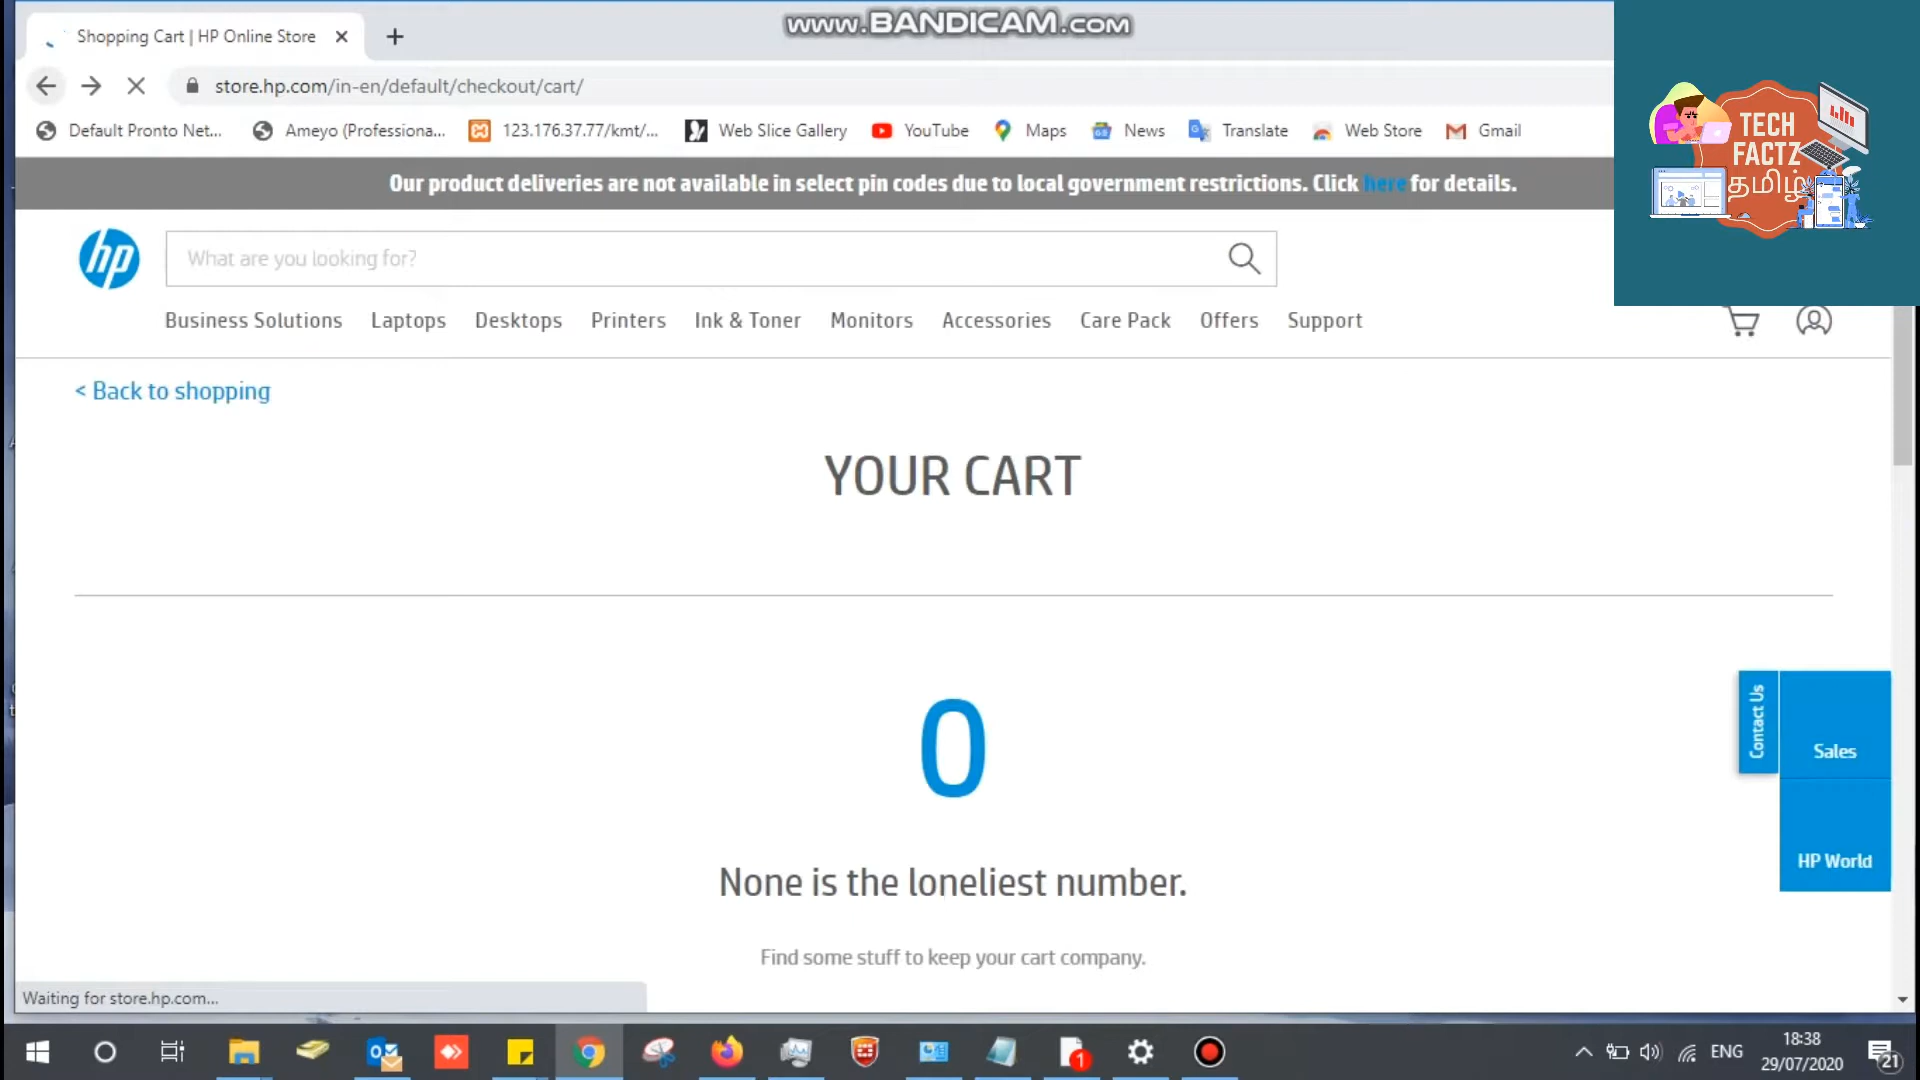 www.BANDICAM.com
Shopping Cart | HP Online Store
store.hp.com/in-en/default/checkout/cart/
Default Pronto Net... Ameyo (Professiona... 123.176.37.77/kmt/... Web Slice Gallery YouTube Maps News Translate Web Store Gmail
TECH
FACTZ
தமிழ்
Our product deliveries are not available in select pin codes due to local government restrictions. Click here for details.
hp
What are you looking for?
Business Solutions Laptops Desktops Printers Ink & Toner Monitors Accessories Care Pack Offers Support
< Back to shopping
YOUR CART
0
None is the loneliest number.
Find some stuff to keep your cart company.
Contact Us
Sales
HP World
Waiting for store.hp.com...
1
ENG
18:38
29/07/2020
21